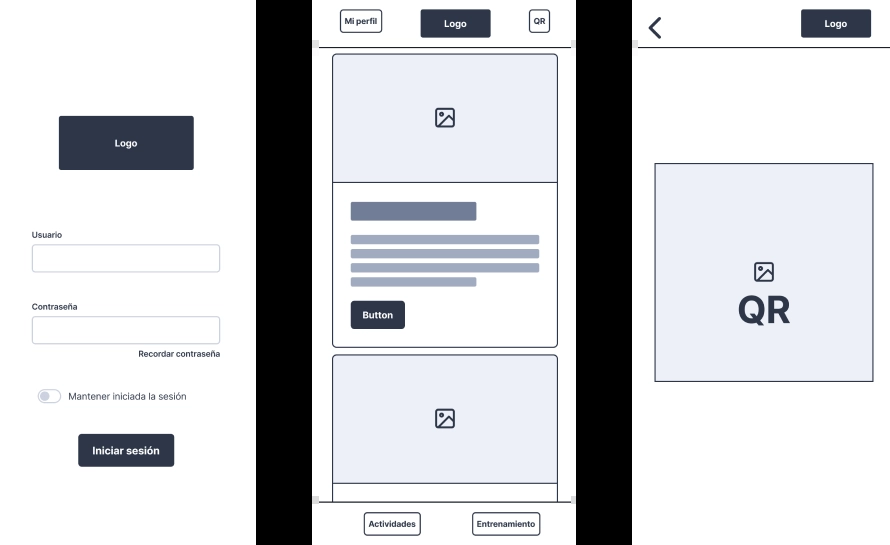 Logo
Usuario
Contraseña
Recordar contraseña
Mantener iniciada la sesión
Iniciar sesión
Mi perfil
Logo
QR
Button
Actividades
Entrenamiento
Logo
QR